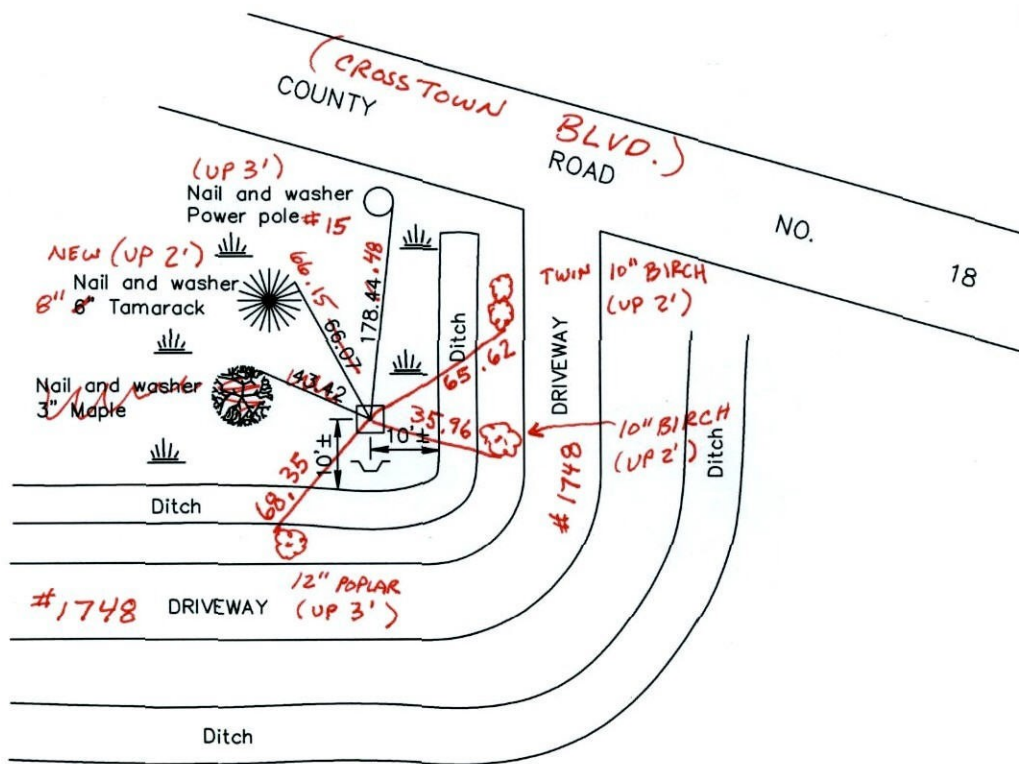 (CROSSTOWN BLVD.)
COUNTY ROAD NO. 18
(UP 3')
Nail and washer
Power pole #15
NEW (UP 2')
Nail and washer
8" 6" Tamarack
Nail and washer
3" Maple
66.15
66.07
178.44
.48
43.42
TWIN 10" BIRCH
(UP 2')
65.62
Ditch
DRIVEWAY
#1748
35.96
10'±
10'±
10" BIRCH
(UP 2')
Ditch
68.35
Ditch
12" POPLAR
(UP 3')
#1748 DRIVEWAY
Ditch